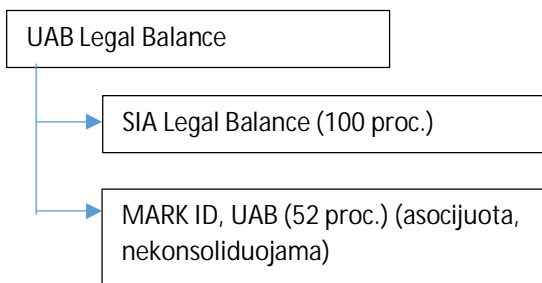 UAB Legal Balance
SIA Legal Balance (100 proc.)
MARK ID, UAB (52 proc.) (asocijuota,
nekonsoliduojama)